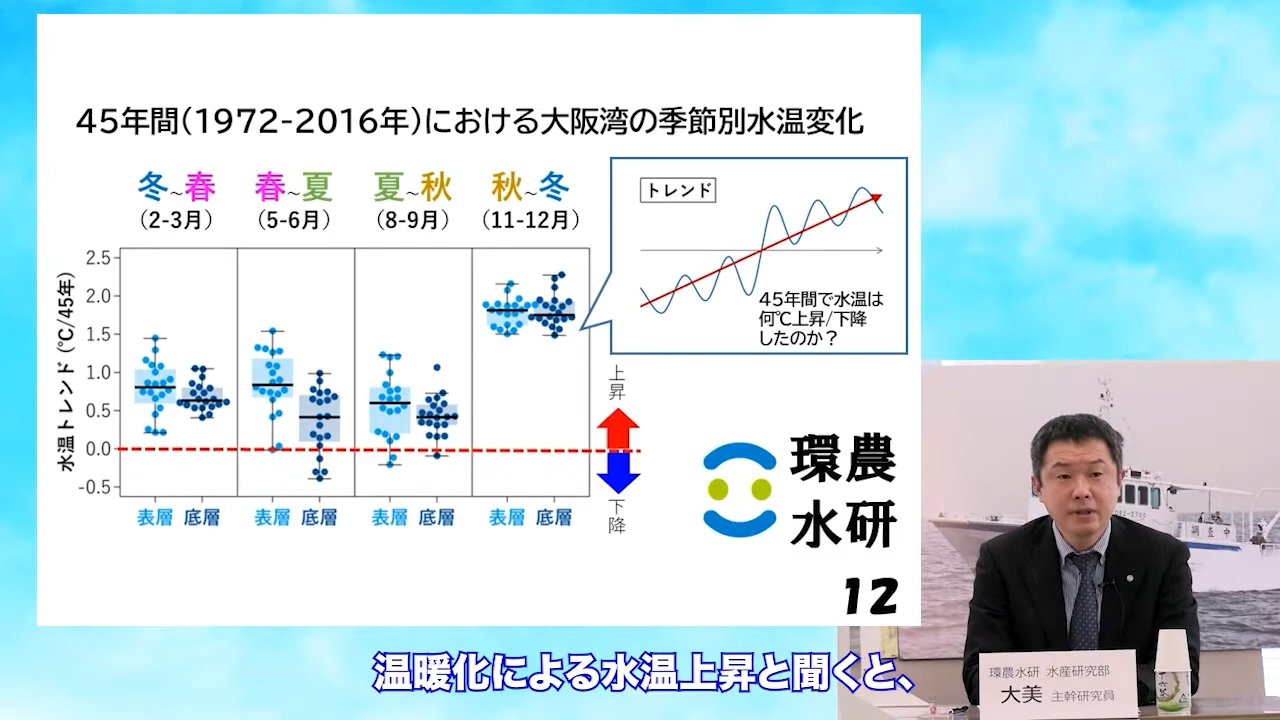 45年間(1972-2016年)における大阪湾の季節別水温変化
冬~春
(2-3月)
春~夏
(5-6月)
夏~秋
(8-9月)
秋~冬
(11-12月)
トレンド
45年間で水温は
何℃上昇/下降
したのか?
水温トレンド(℃/45年)
2.5
2.0
1.5
1.0
0.5
0.0
-0.5
表層 底層 表層 底層 表層 底層 表層 底層
上昇
下降
環農
水研
12
調査中
環農水研 水産研究部
大美 主幹研究員
温暖化による水温上昇と聞くと、